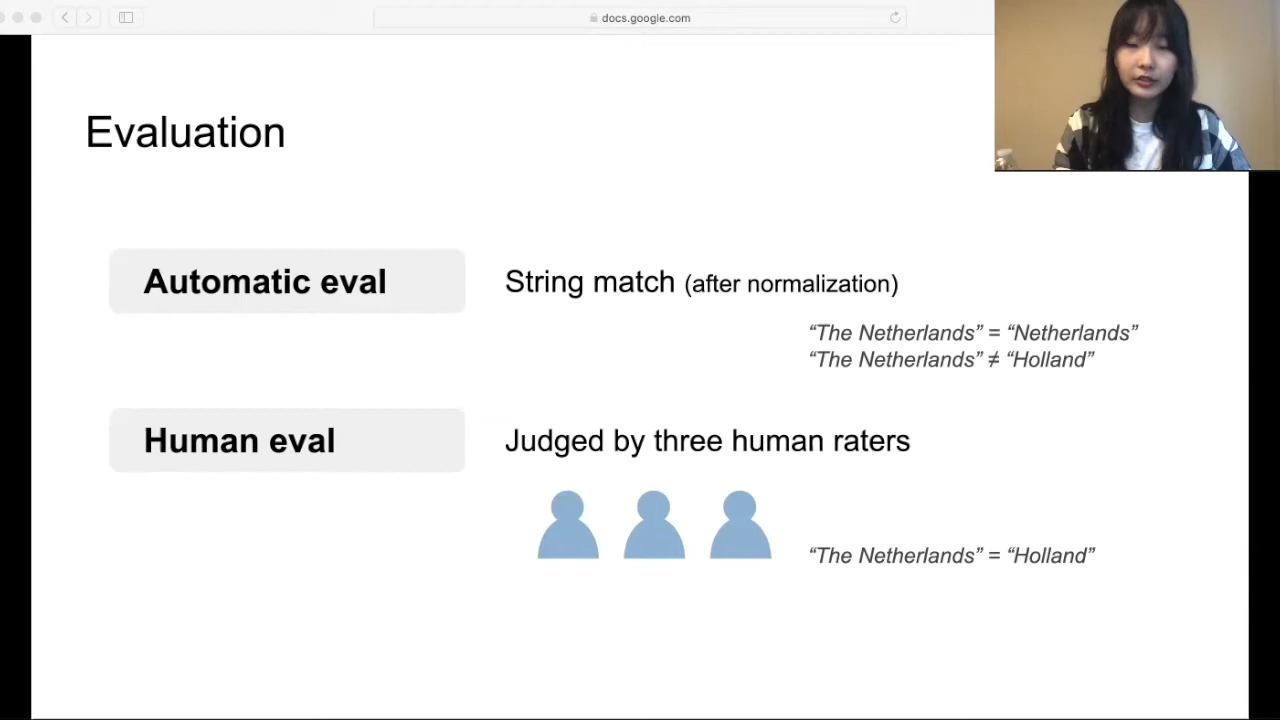 docs.google.com
Evaluation
Automatic eval
String match (after normalization)
“The Netherlands” = “Netherlands”
“The Netherlands” ≠ “Holland”
Human eval
Judged by three human raters
“The Netherlands” = “Holland”